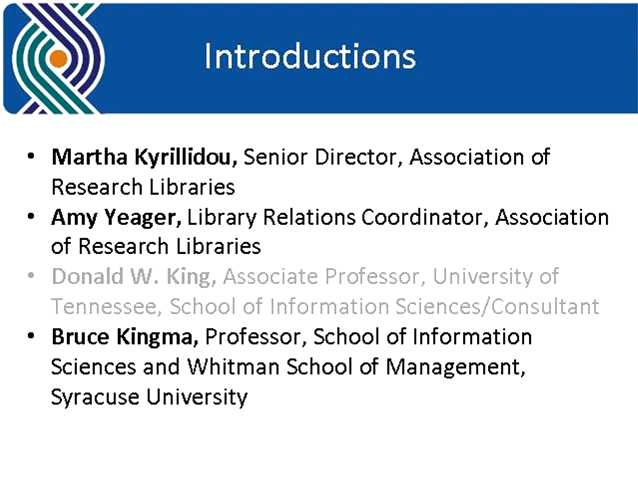 Introductions
• Martha Kyrillidou, Senior Director, Association of
Research Libraries
• Amy Yeager, Library Relations Coordinator, Association
of Research Libraries
• Donald W. King, Associate Professor, University of
Tennessee, School of Information Sciences/Consultant
• Bruce Kingma, Professor, School of Information
Sciences and Whitman School of Management,
Syracuse University